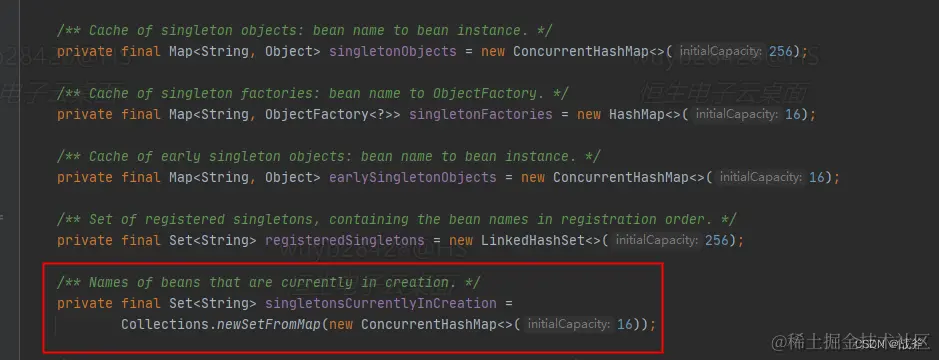 /** Cache of singleton objects: bean name to bean instance. */
private final Map<String, Object> singletonObjects = new ConcurrentHashMap<>( initialCapacity: 256);
/** Cache of singleton factories: bean name to ObjectFactory. */
private final Map<String, ObjectFactory<?>> singletonFactories = new HashMap<>( initialCapacity: 16);
/** Cache of early singleton objects: bean name to bean instance. */
private final Map<String, Object> earlySingletonObjects = new ConcurrentHashMap<>( initialCapacity: 16);
/** Set of registered singletons, containing the bean names in registration order. */
private final Set<String> registeredSingletons = new LinkedHashSet<>( initialCapacity: 256);
/** Names of beans that are currently in creation. */
private final Set<String> singletonsCurrentlyInCreation =
Collections.newSetFromMap(new ConcurrentHashMap<>( initialCapacity: 16));
@稀土掘金技术社区